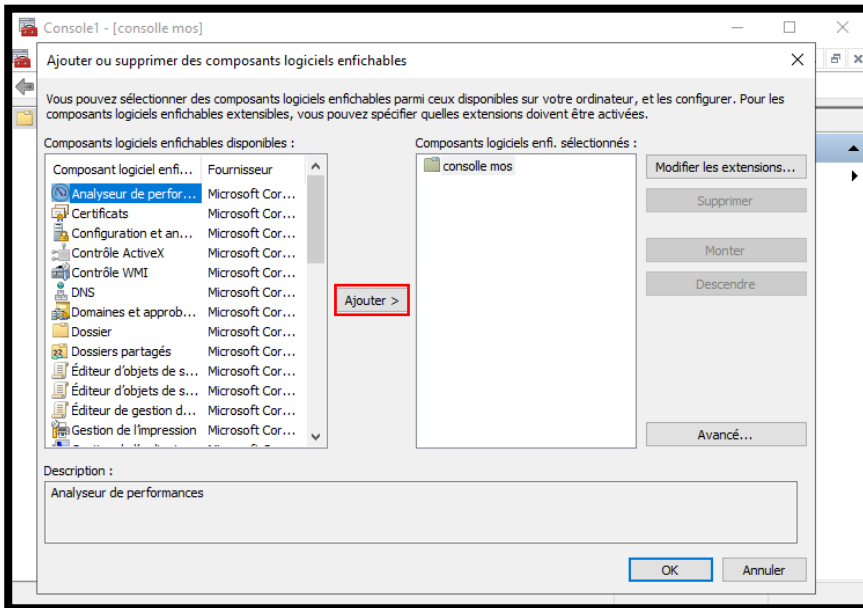 Console1 - [consolle mos]
Ajouter ou supprimer des composants logiciels enfichables
Vous pouvez sélectionner des composants logiciels enfichables parmi ceux disponibles sur votre ordinateur, et les configurer. Pour les
composants logiciels enfichables extensibles, vous pouvez spécifier quelles extensions doivent être activées.
Composants logiciels enfichables disponibles :
Composant logiciel enfi... Fournisseur
Analyseur de perfor... Microsoft Cor...
Certificats Microsoft Cor...
Configuration et an... Microsoft Cor...
Contrôle ActiveX Microsoft Cor...
Contrôle WMI Microsoft Cor...
DNS Microsoft Cor...
Domaines et approb... Microsoft Cor...
Dossier Microsoft Cor...
Dossiers partagés Microsoft Cor...
Éditeur d'objets de s... Microsoft Cor...
Éditeur d'objets de s... Microsoft Cor...
Éditeur de gestion d... Microsoft Cor...
Gestion de l'impression Microsoft Cor...
Ajouter >
Composants logiciels enfi. sélectionnés :
consolle mos
Modifier les extensions...
Supprimer
Monter
Descendre
Avancé...
Description :
Analyseur de performances
OK Annuler